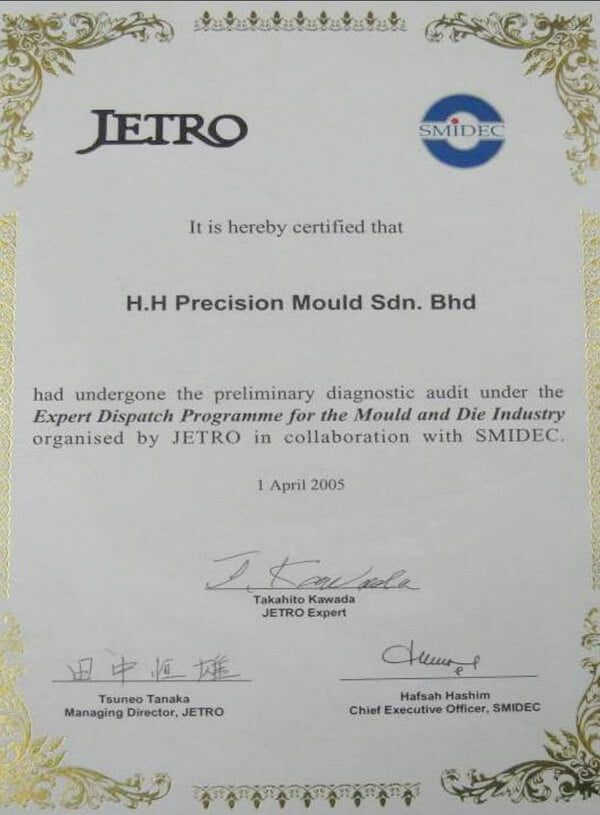 JETRO
SMIDEC
It is hereby certified that
H.H Precision Mould Sdn. Bhd
had undergone the preliminary diagnostic audit under the
Expert Dispatch Programme for the Mould and Die Industry
organised by JETRO in collaboration with SMIDEC.
1 April 2005
T. Kawada
Takahito Kawada
JETRO Expert
田中恒雄
Tsuneo Tanaka
Managing Director, JETRO
Hafsah Hashim
Chief Executive Officer, SMIDEC